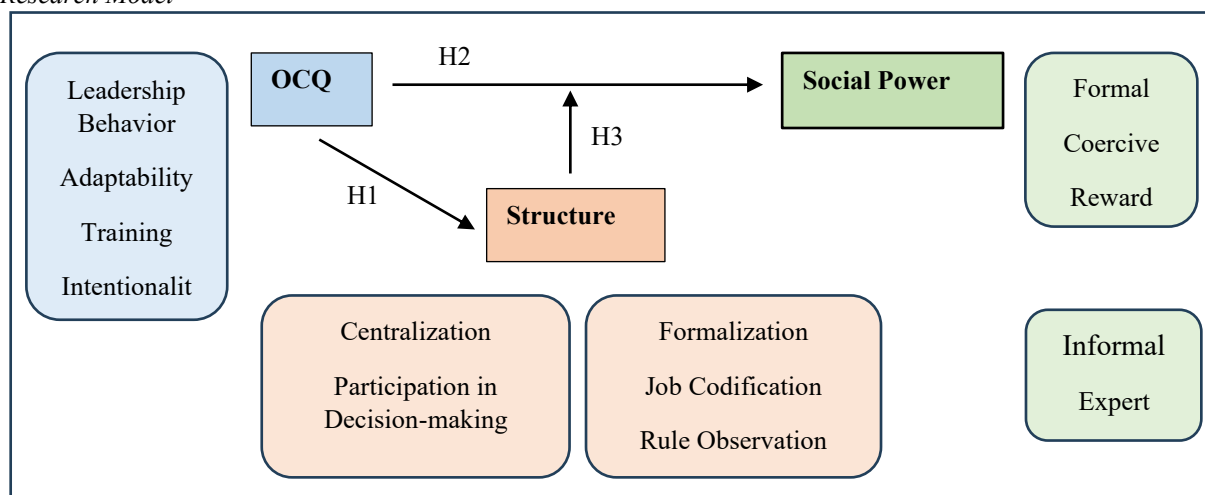 Research Model
Leadership
Behavior
Adaptability
Training
Intentionalit
OCQ
H2
H1
H3
Structure
Social Power
Formal
Coercive
Reward
Centralization
Participation in
Decision-making
Formalization
Job Codification
Rule Observation
Informal
Expert